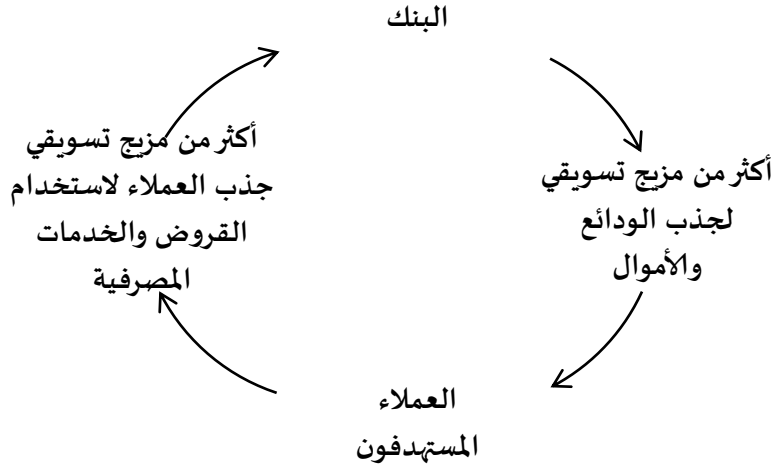 البنك
أكثر من مزيج تسويقي
لجذب الودائع
والأموال
العملاء
المستهدفون
أكثر من مزيج تسويقي
جذب العملاء لاستخدام
القروض والخدمات
المصرفية